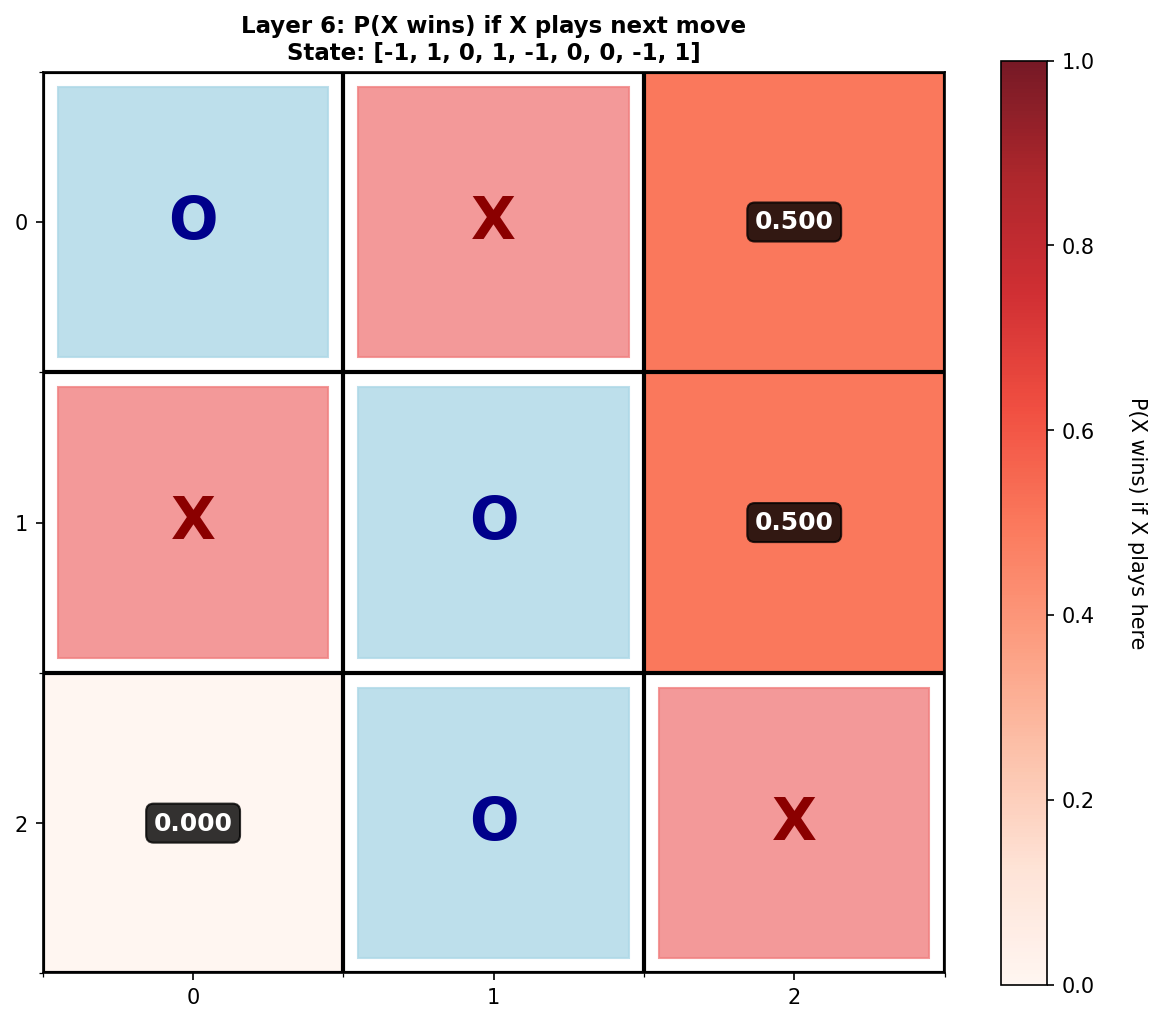 Layer 6: P(X wins) if X plays next move
State: [-1, 1, 0, 1, -1, 0, 0, -1, 1]
0
O
X
0.500
1
X
O
0.500
2
0.000
O
X
0
1
2
1.0
0.8
0.6
0.4
0.2
0.0
P(X wins) if X plays here